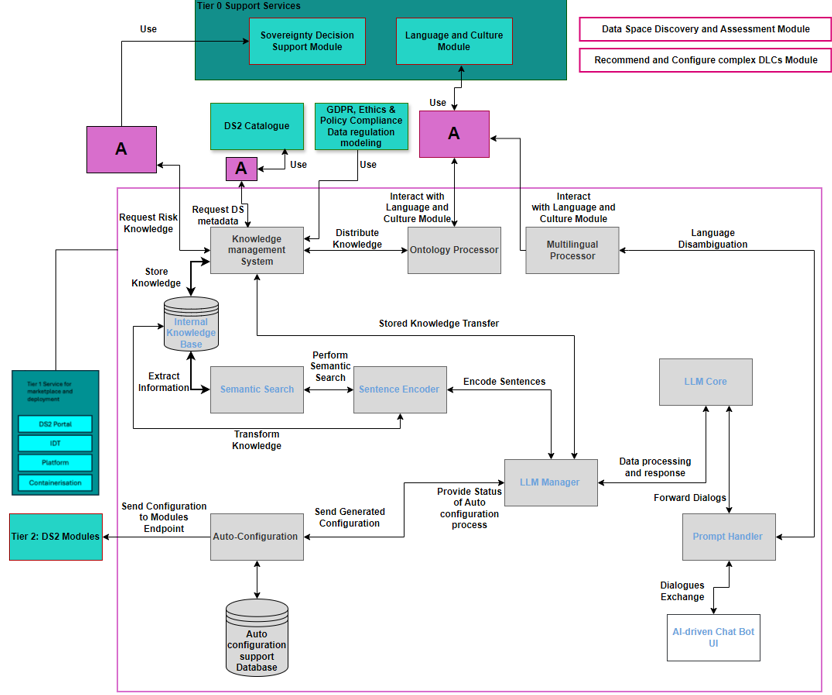 Tier 0 Support Services
Use
Sovereignty Decision
Support Module
Language and Culture
Module
Data Space Discovery and Assessment Module
Recommend and Configure complex DLCs Module
Use
A
DS2 Catalogue
GDPR, Ethics &
Policy Compliance
Data regulation
modeling
A
A
Use
Use
Request Risk
Knowledge
Request DS
metadata
Interact with
Language and
Culture Module
Interact
with Language and
Culture Module
Knowledge
management
System
Distribute
Knowledge
Ontology Processor
Multilingual
Processor
Language
Disambiguation
Store
Knowledge
Internal
Knowledge
Base
Stored Knowledge Transfer
Extract
Information
Semantic Search
Perform
Semantic
Search
Sentence Encoder
Encode Sentences
LLM Core
Transform
Knowledge
Tier 1 Service for
marketplace and
deployment
DS2 Portal
IDT
Platform
Containerisation
LLM Manager
Data processing
and response
Forward Dialogs
Provide Status
of Auto
configuration
process
Send Configuration
to Modules
Endpoint
Send Generated
Configuration
Tier 2: DS2 Modules
Auto-Configuration
Prompt Handler
Dialogues
Exchange
Auto
configuration
support
Database
AI-driven Chat Bot
UI